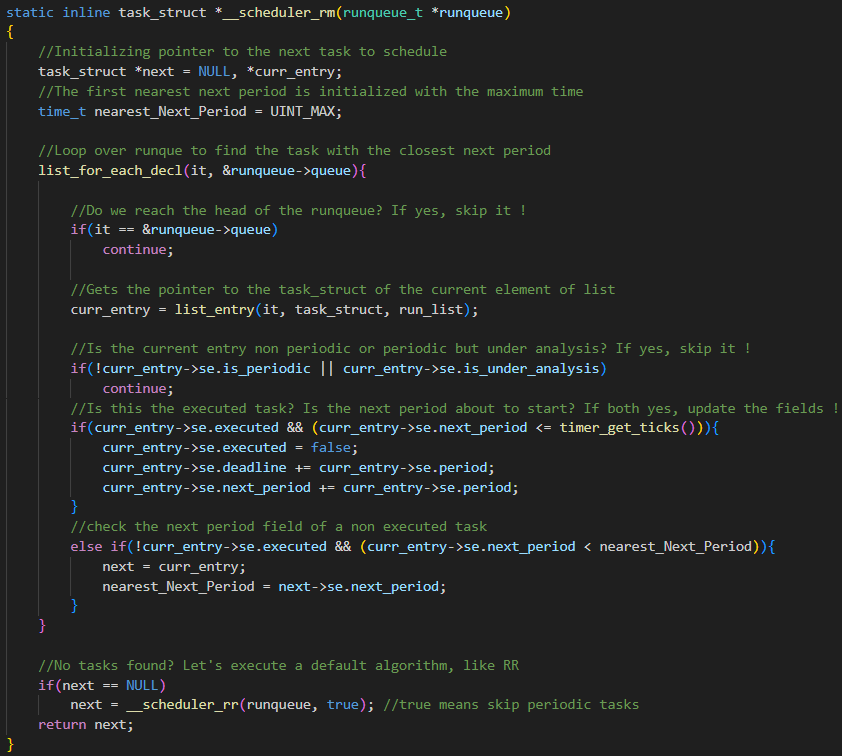 static inline task_struct *__scheduler_rm(runqueue_t *runqueue)
{
    //Initializing pointer to the next task to schedule
    task_struct *next = NULL, *curr_entry;
    //The first nearest next period is initialized with the maximum time
    time_t nearest_Next_Period = UINT_MAX;

    //Loop over runque to find the task with the closest next period
    list_for_each_decl(it, &runqueue->queue){

        //Do we reach the head of the runqueue? If yes, skip it !
        if(it == &runqueue->queue)
            continue;

        //Gets the pointer to the task_struct of the current element of list
        curr_entry = list_entry(it, task_struct, run_list);

        //Is the current entry non periodic or periodic but under analysis? If yes, skip it !
        if(!curr_entry->se.is_periodic || curr_entry->se.is_under_analysis)
            continue;
        //Is this the executed task? Is the next period about to start? If both yes, update the fields !
        if(curr_entry->se.executed && (curr_entry->se.next_period <= timer_get_ticks())){
            curr_entry->se.executed = false;
            curr_entry->se.deadline += curr_entry->se.period;
            curr_entry->se.next_period += curr_entry->se.period;
        }
        //check the next period field of a non executed task
        else if(!curr_entry->se.executed && (curr_entry->se.next_period < nearest_Next_Period)){
            next = curr_entry;
            nearest_Next_Period = next->se.next_period;
        }
    }

    //No tasks found? Let's execute a default algorithm, like RR
    if(next == NULL)
        next = __scheduler_rr(runqueue, true); //true means skip periodic tasks
    return next;
}